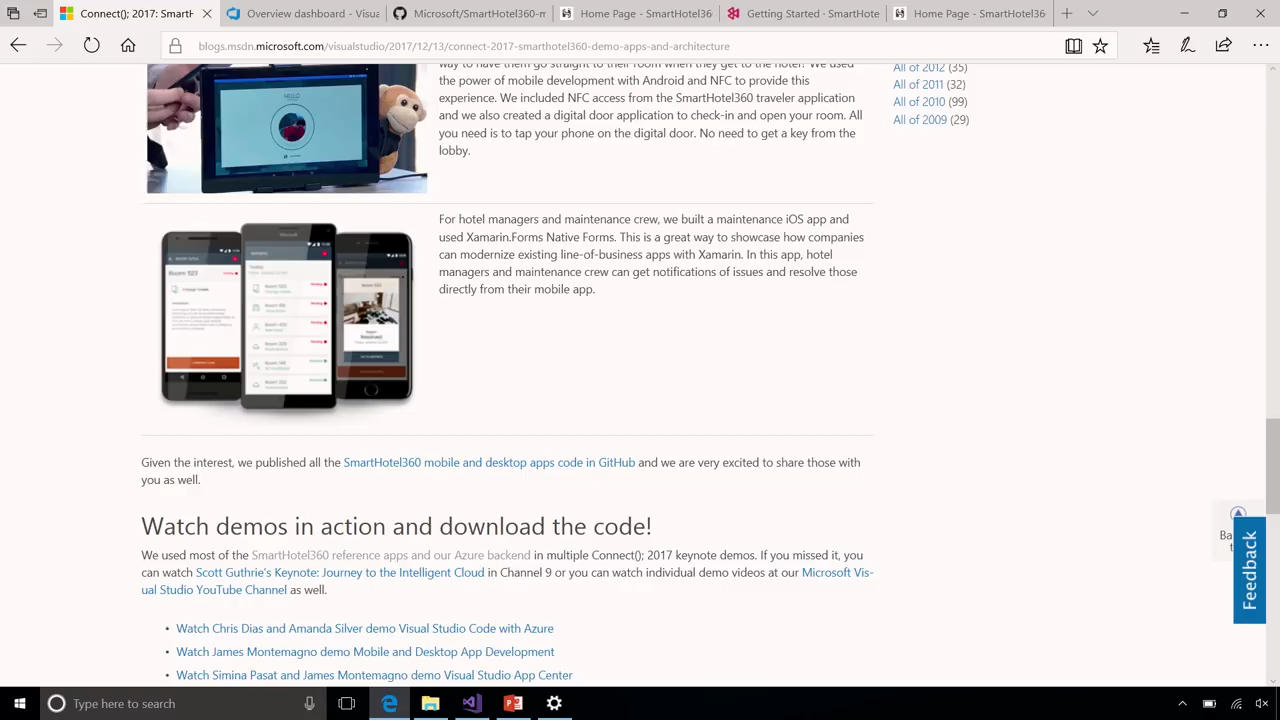 Connect(); 2017: SmartHot
Dashboard - Visua
Microsoft/SmartHotel360-m
Home Page - SmartHotel36
Getting Started - SmartHote
Home Page - SmartHotel36
blogs.msdn.microsoft.com/visualstudio/2017/12/13/connect-2017-smarthotel360-demo-apps-and-architecture
way to have them go straight to their room when they get to the hotel? We used
the power of mobile development with Android and NFC to provide this
experience. We included NFC access from the SmartHotel360 traveler application
and we also created a digital door application to check-in and open your room. All
you need is to tap your phone on the digital door. No need to get a key from the
lobby.
All of 2012 (35)
All of 2011 (32)
All of 2010 (99)
All of 2009 (29)
HELLO
For hotel managers and maintenance crew, we built a maintenance iOS app and
used Xamarin.Forms Native Forms. This is a great way to showcase how companies
can modernize existing line-of-business apps with Xamarin. In this app, hotel
managers and maintenance crew can get notifications of issues and resolve those
directly from their mobile app.
Room 523
Resolved
Given the interest, we published all the SmartHotel360 mobile and desktop apps code in GitHub and we are very excited to share those with
you as well.
Watch demos in action and download the code!
We used most of the SmartHotel360 reference apps and our Azure backend in multiple Connect(); 2017 keynote demos. If you missed it, you
can watch Scott Guthrie's Keynote: Journey to the Intelligent Cloud in Channel 9 or you can watch individual demo videos at our Microsoft Vis-
ual Studio YouTube Channel as well.
• Watch Chris Dias and Amanda Silver demo Visual Studio Code with Azure
• Watch James Montemagno demo Mobile and Desktop App Development
• Watch Simina Pasat and James Montemagno demo Visual Studio App Center
Ba
t
Feedback
Type here to search